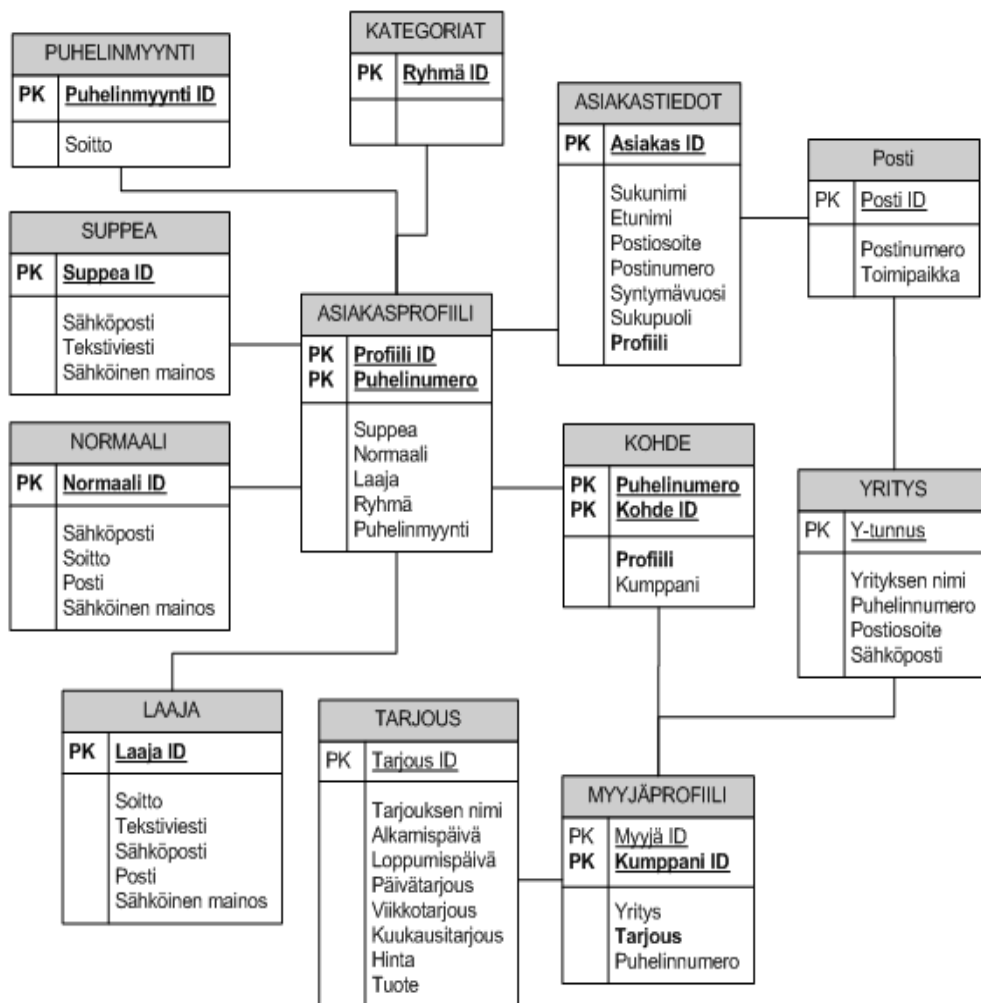 PUHELINMYYNTI
PK Puhelinmyynti ID
Soitto
KATEGORIAT
PK Ryhmä ID
ASIAKASTIEDOT
PK Asiakas ID
Sukunimi
Etunimi
Postiosoite
Postinumero
Syntymävuosi
Sukupuoli
Profiili
Posti
PK Posti ID
Postinumero
Toimipaikka
SUPPEA
PK Suppea ID
Sähköposti
Tekstiviesti
Sähköinen mainos
ASIAKASPROFIILI
PK Profiili ID
PK Puhelinumero
Suppea
Normaali
Laaja
Ryhmä
Puhelinmyynti
NORMAALI
PK Normaali ID
Sähköposti
Soitto
Posti
Sähköinen mainos
KOHDE
PK Puhelinumero
PK Kohde ID
Profiili
Kumppani
YRITYS
PK Y-tunnus
Yrityksen nimi
Puhelinnumero
Postiosoite
Sähköposti
LAAJA
PK Laaja ID
Soitto
Tekstiviesti
Sähköposti
Posti
Sähköinen mainos
TARJOUS
PK Tarjous ID
Tarjouksen nimi
Alkamispäivä
Loppumispäivä
Päivätarjous
Viikkotarjous
Kuukausitarjous
Hinta
Tuote
MYYJÄPROFIILI
PK Myyjä ID
PK Kumppani ID
Yritys
Tarjous
Puhelinnumero